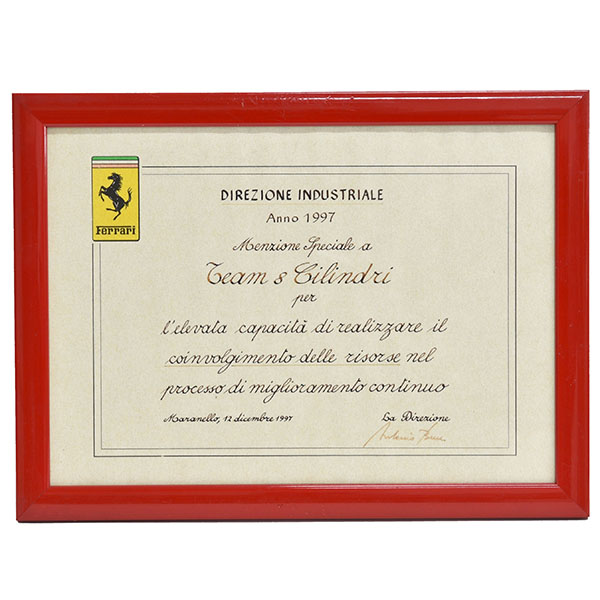 Ferrari
DIREZIONE INDUSTRIALE
Anno 1997
Menzione Speciale a
Team 8 Cilindri
per
l'elevata capacità di realizzare il
coinvolgimento delle risorse nel
processo di miglioramento continuo
Maranello, 12 dicembre 1997
La Direzione